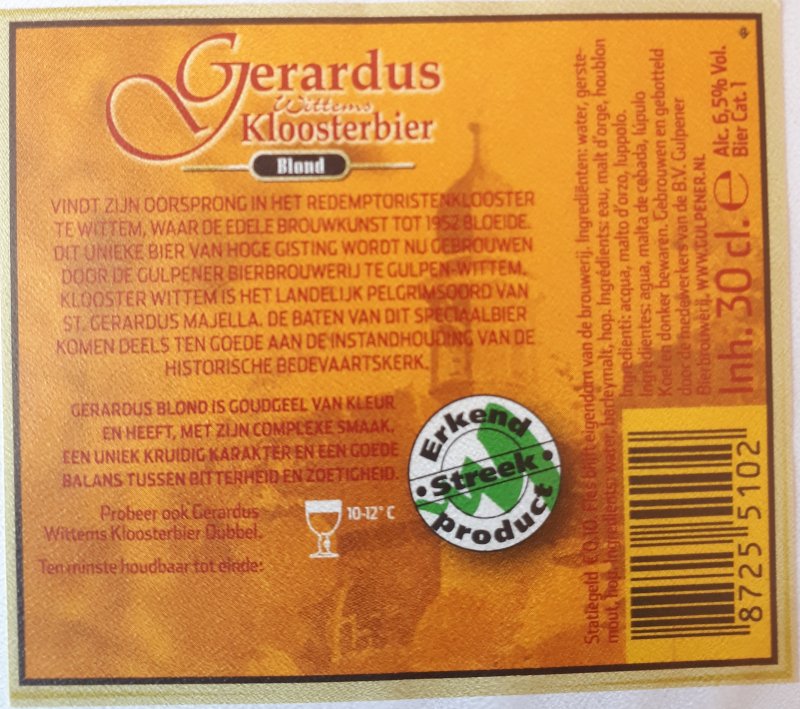 Gerardus
Wittems
Kloosterbier
Blond
VINDT ZIJN OORSPRONG IN HET REDEMPTORISTENKLOOSTER
TE WITTEM, WAAR DE EDELE BROUWKUNST TOT 1952 BLOEIDE.
DIT UNIEKE BIER VAN HOGE GISTING WORDT NU GEBROUWEN
DOOR DE GULPENER BIERBROUWERIJ TE GULPEN-WITTEM.
KLOOSTER WITTEM IS HET LANDELIJK PELGRIMSOORD VAN
ST. GERARDUS MAJELLA. DE BATEN VAN DIT SPECIAALBIER
KOMEN DEELS TEN GOEDE AAN DE INSTANDHOUDING VAN DE
HISTORISCHE BEDEVAARTSKERK.
GERARDUS BLOND IS GOUDGEEL VAN KLEUR
EN HEEFT, MET ZIJN COMPLEXE SMAAK,
EEN UNIEK KRUIDIG KARAKTER EN EEN GOEDE
BALANS TUSSEN BITTERHEID EN ZOETIGHEID.
Probeer ook Gerardus
Wittems Kloosterbier Dubbel.
10-12° C
Ten minste houdbaar tot einde:
Erkend
Streek
product
Statiegeld € 0,10. Fles blijft eigendom van de brouwerij. Ingrediënten: water, gerste-
mout, hop. Ingredients: water, barleymalt, hop. Ingrédients: eau, malt d'orge, houblon
Ingredienti: acqua, malto d'orzo, luppolo.
Ingredientes: agua, malta de cebada, lúpulo
Koel en donker bewaren. Gebrouwen en gebotteld
door de medewerkers van de B.V. Gulpener
Bierbrouwerij. WWW.GULPENER.NL
Inh. 30 cl. e
Alc. 6,5% Vol.
Bier Cat. 1
8725 5102